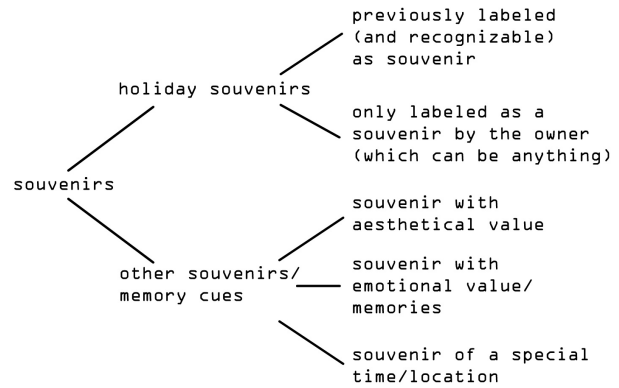 previously labeled
(and recognizable)
as souvenir
holiday souvenirs
only labeled as a
souvenir by the owner
(which can be anything)
souvenirs
souvenir with
aesthetical value
other souvenirs/
memory cues
souvenir with
emotional value/
memories
souvenir of a special
time/location